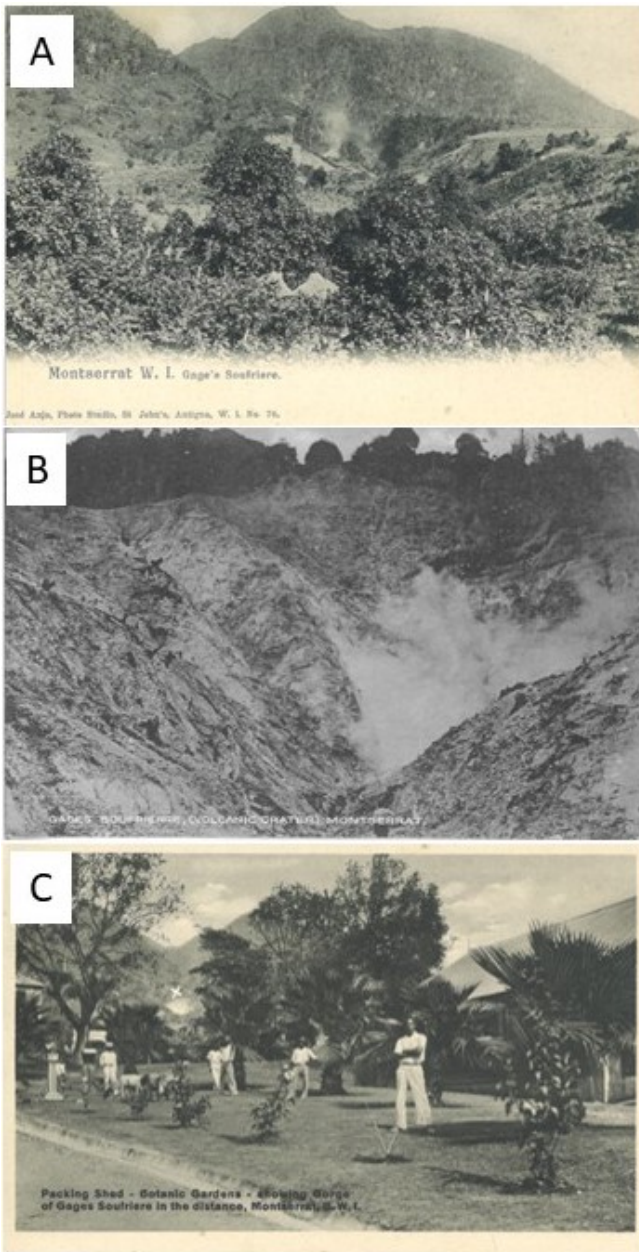 A
Montserrat W. I. Gage's Soufriere.
José Anjo, Photo Studio, St John's, Antigua, W. I. No. 76.
B
GAGES SOUFRIERE, (VOLCANIC CRATER) MONTSERRAT.
C
Packing Shed - Botanic Gardens - showing Gorge
of Gages Soufriere in the distance, Montserrat, B.W.I.